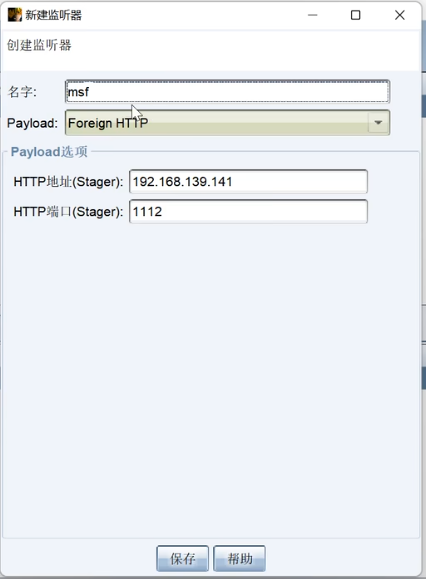 新建监听器
创建监听器
名字: msf
Payload: Foreign HTTP
Payload选项
HTTP地址(Stager): 192.168.139.141
HTTP端口(Stager): 1112
保存 帮助